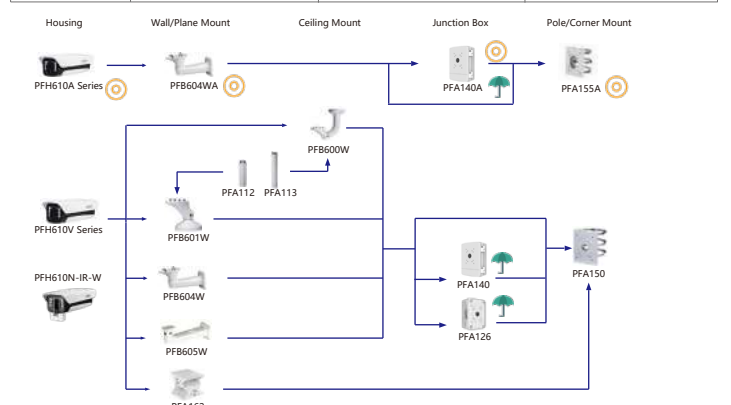 Housing
Wall/Plane Mount
Ceiling Mount
Junction Box
Pole/Corner Mount
PFH610A Series
PFB604WA
PFA140A
PFA155A
PFB600W
PFA112
PFA113
PFH610V Series
PFB601W
PFA150
PFH610N-IR-W
PFA140
PFB604W
PFA126
PFB605W